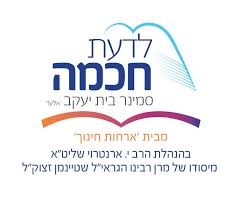 לדעת
חכמה
סמינר בית יעקב אלעד
מבית 'ארחות חינוך'
בהנהלת הרב י. ארנטרוי שליט"א
מיסודו של מרן רבינו הגראי"ל שטיינמן זצוק"ל